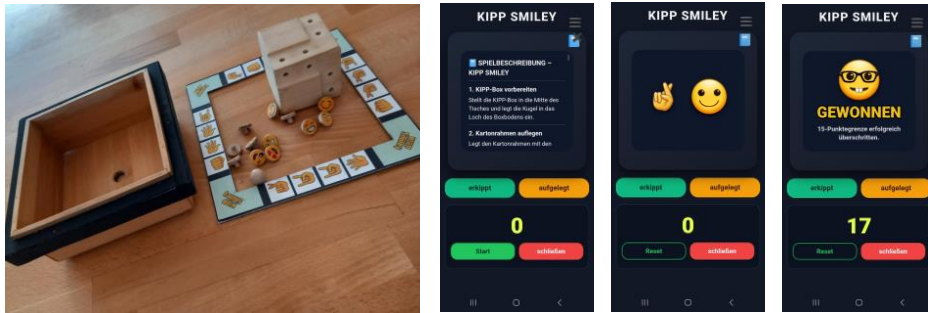 KIPP SMILEY
SPIELBESCHREIBUNG –
KIPP SMILEY
1. KIPP-Box vorbereiten
Stellt die KIPP-Box in die Mitte des
Tisches und legt die Kugel in das
Loch des Boxbodens ein.
2. Kartonrahmen auflegen
Legt den Kartonrahmen mit den
erkippt
aufgelegt
0
Start
schließen
KIPP SMILEY
erkippt
aufgelegt
0
Reset
schließen
KIPP SMILEY
GEWONNEN
15-Punktegrenze erfolgreich
überschritten.
erkippt
aufgelegt
17
Reset
schließen